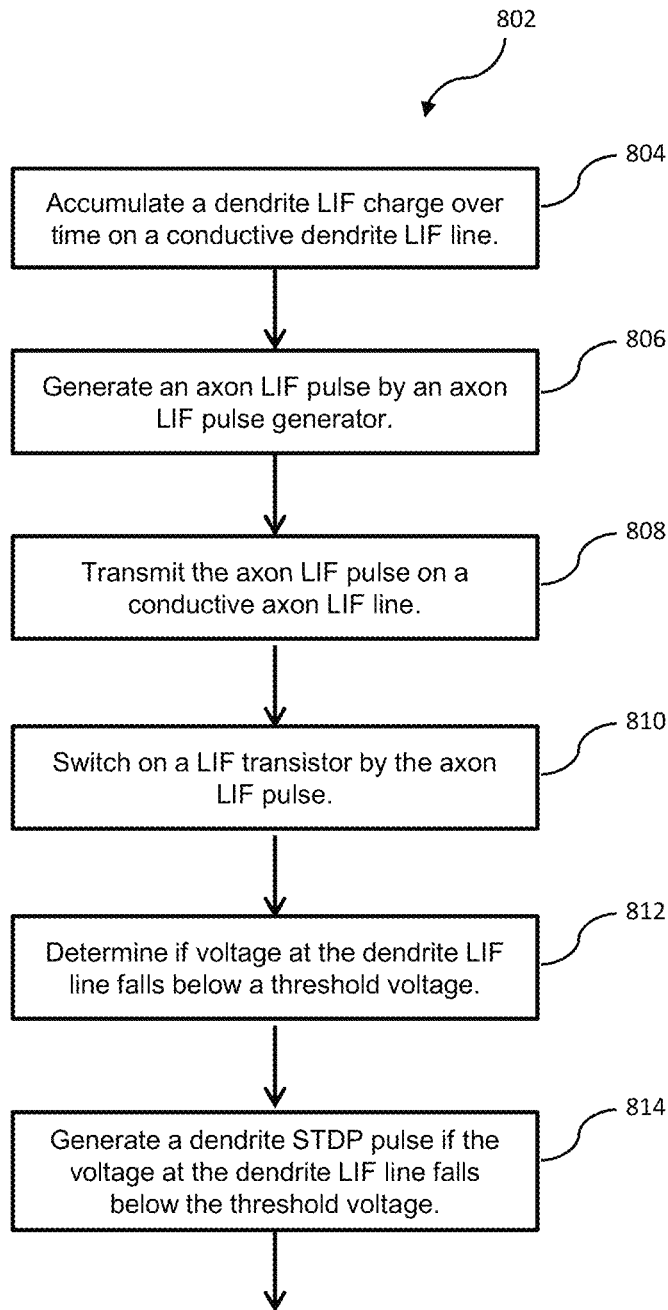 802
804
Accumulate a dendrite LIF charge over
time on a conductive dendrite LIF line.
806
Generate an axon LIF pulse by an axon
LIF pulse generator.
808
Transmit the axon LIF pulse on a
conductive axon LIF line.
810
Switch on a LIF transistor by the axon
LIF pulse.
812
Determine if voltage at the dendrite LIF
line falls below a threshold voltage.
814
Generate a dendrite STDP pulse if the
voltage at the dendrite LIF line falls
below the threshold voltage.